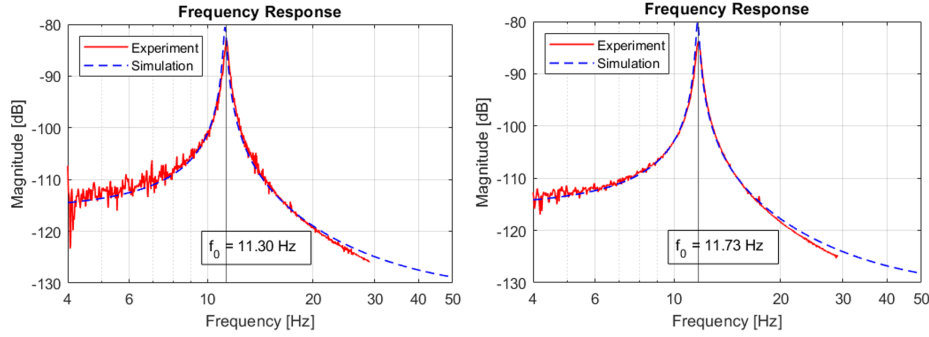 Frequency Response
-80
-90
-100
-110
-120
-130
Magnitude [dB]
Experiment
Simulation
f0 = 11.30 Hz
4 6 10 20 30 50
Frequency [Hz]
Frequency Response
-80
-90
-100
-110
-120
-130
Magnitude [dB]
Experiment
Simulation
f0 = 11.73 Hz
4 6 10 20 30 50
Frequency [Hz]